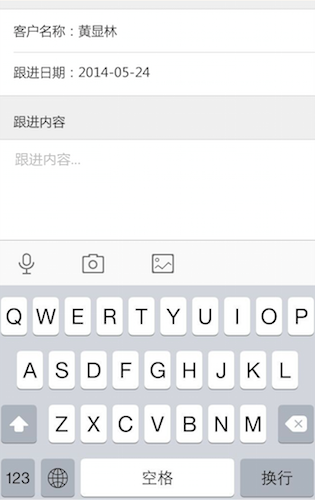 客户名称：黄显林
跟进日期：2014-05-24
跟进内容
跟进内容...
Q W E R T Y U I O P
A S D F G H J K L
Z X C V B N M
123 空格 换行